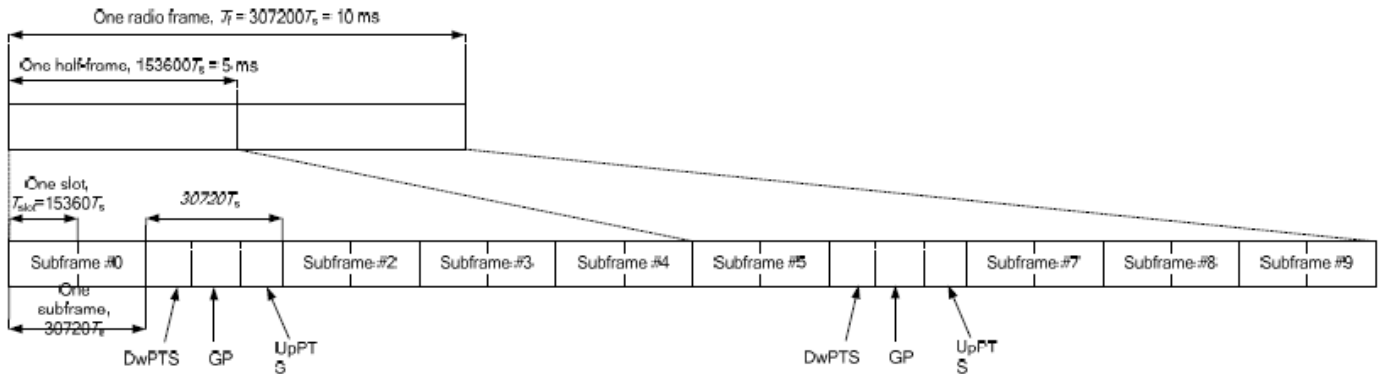 One radio frame, Tf = 307200Ts = 10 ms
One half-frame, 153600Ts = 5 ms
One slot,
Tslot=15360Ts
30720Ts
Subframe #0
Subframe #2
Subframe #3
Subframe #4
Subframe #5
Subframe #7
Subframe #8
Subframe #9
One
subframe,
30720Ts
DwPTS
GP
UpPT
S
DwPTS
GP
UpPT
S